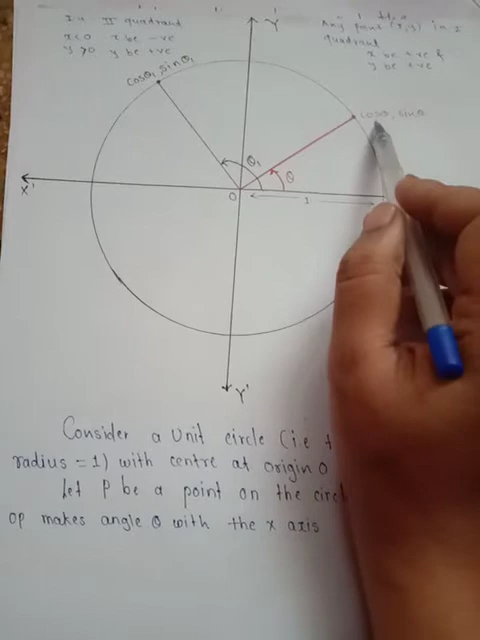 In II quadrant
x<0 x be -ve
y>0 y be +ve
Any point (x,y) in I
quadrant
x be +ve &
y be +ve
Y
cosθ₁, sinθ₁
cosθ, sinθ
θ₁
θ
X'
O
1
Y'
Consider a Unit circle (i.e
radius = 1) with centre at origin O
Let P be a point on the circl
OP makes angle θ with the x axis